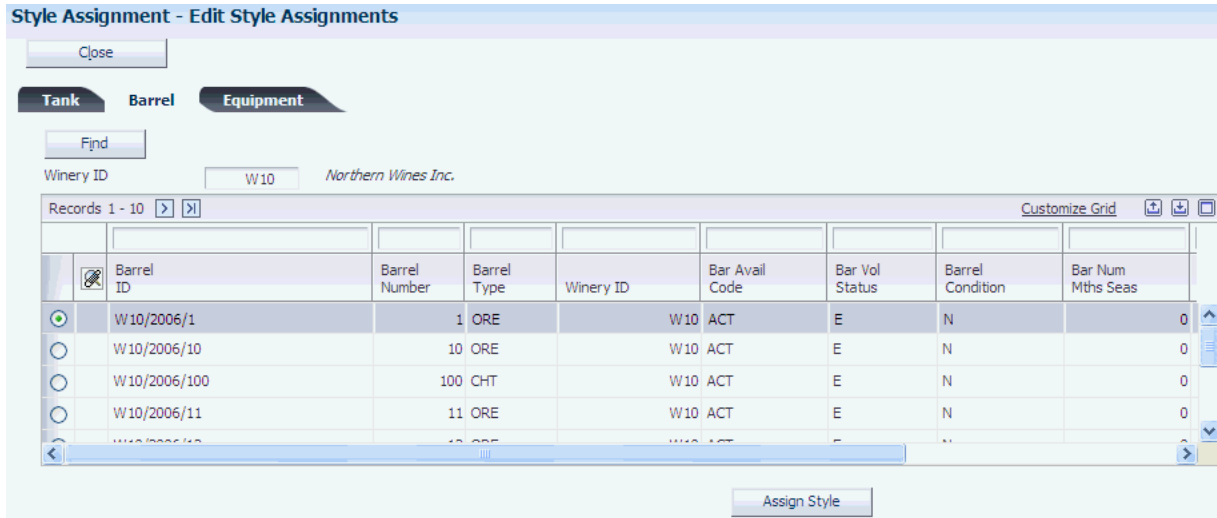 Style Assignment - Edit Style Assignments
Close
Tank Barrel Equipment
Find
Winery ID W10 Northern Wines Inc.
Records 1 - 10 Customize Grid
Barrel ID Barrel Number Barrel Type Winery ID Bar Avail Code Bar Vol Status Barrel Condition Bar Num Mths Seas
W10/2006/1 1 ORE W10 ACT E N 0
W10/2006/10 10 ORE W10 ACT E N 0
W10/2006/100 100 CHT W10 ACT E N 0
W10/2006/11 11 ORE W10 ACT E N 0
Assign Style